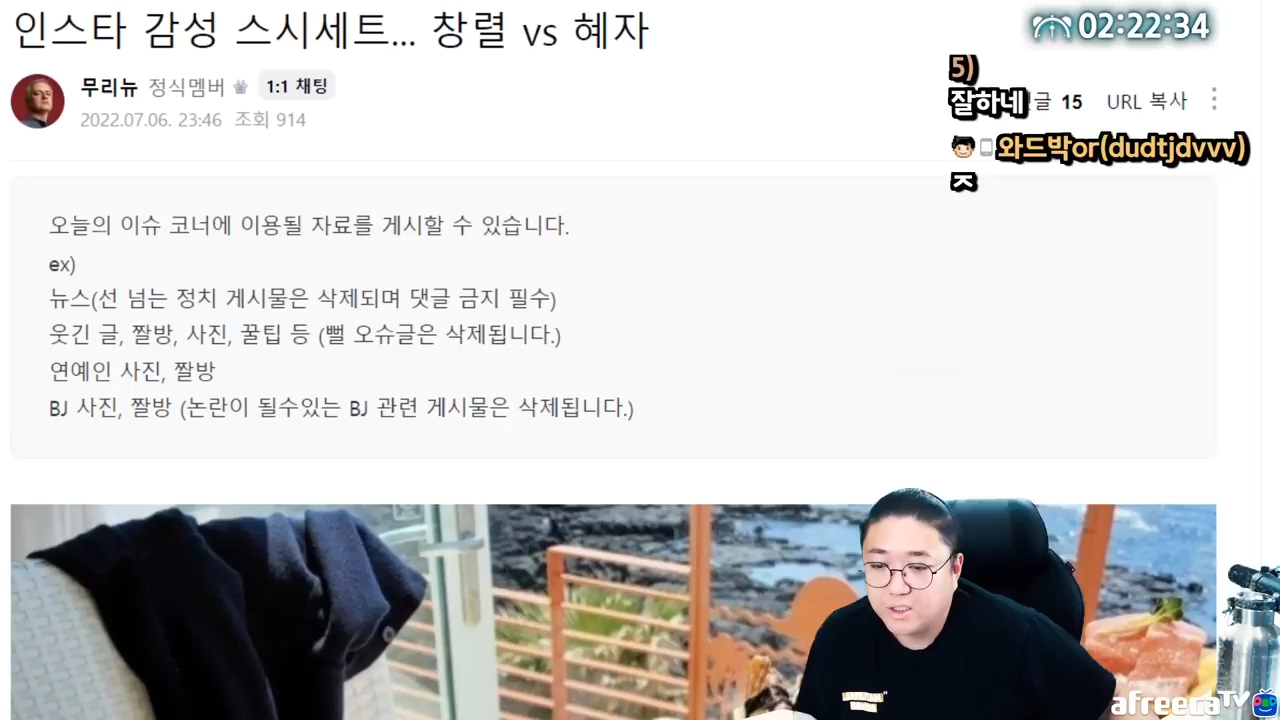 인스타 감성 스시세트... 창렬 vs 혜자
02:22:34
무리뉴 정식멤버 1:1 채팅
2022.07.06. 23:46 조회 914
5)
잘하네
글 15 URL 복사
와드박or(dudtjdvvv)
ㅈ
오늘의 이슈 코너에 이용될 자료를 게시할 수 있습니다.
ex)
뉴스(선 넘는 정치 게시물은 삭제되며 댓글 금지 필수)
웃긴 글, 짤방, 사진, 꿀팁 등 (뻘 오슈글은 삭제됩니다.)
연예인 사진, 짤방
BJ 사진, 짤방 (논란이 될수있는 BJ 관련 게시물은 삭제됩니다.)
afreecaTV